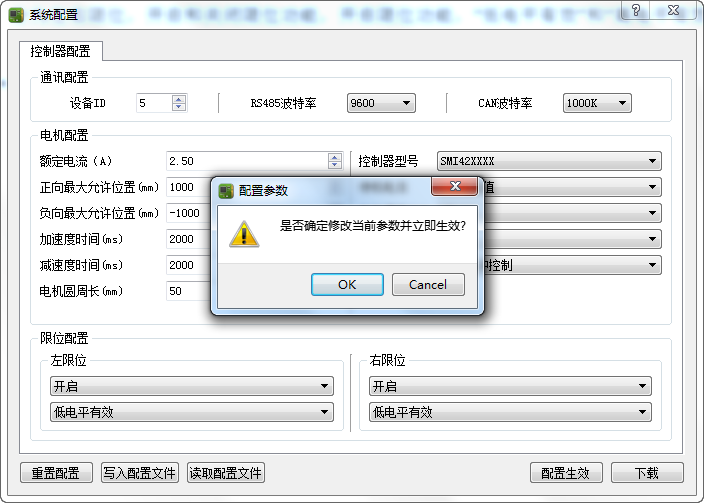 系统配置
控制器配置
通讯配置
设备ID 5 RS485波特率 9600 CAN波特率 1000K
电机配置
额定电流（A） 2.50 控制器型号 SMI42XXXX
正向最大允许位置(mm) 1000 值
负向最大允许位置(mm) -1000
加速度时间(ms) 2000
减速度时间(ms) 2000 控制
电机圆周长(mm) 50
配置参数
是否确定修改当前参数并立即生效?
OK Cancel
限位配置
左限位 右限位
开启 开启
低电平有效 低电平有效
重置配置 写入配置文件 读取配置文件 配置生效 下载